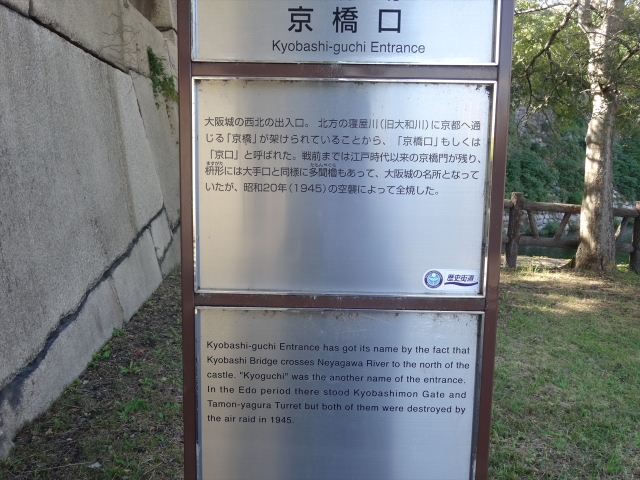 京橋口
Kyobashi-guchi Entrance
大阪城の西北の出入口。 北方の寝屋川（旧大和川）に京都へ通
じる「京橋」が架けられていることから、「京橋口」もしくは
「京口」と呼ばれた。戦前までは江戸時代以来の京橋門が残り、
枡形には大手口と同様に多聞櫓もあって、大阪城の名所となって
いたが、昭和20年（1945）の空襲によって全焼した。
歴史街道
Kyobashi-guchi Entrance has got its name by the fact that
Kyobashi Bridge crosses Neyagawa River to the north of the
castle. "Kyoguchi" was the another name of the entrance.
In the Edo period there stood Kyobashimon Gate and
Tamon-yagura Turret but both of them were destroyed by
the air raid in 1945.